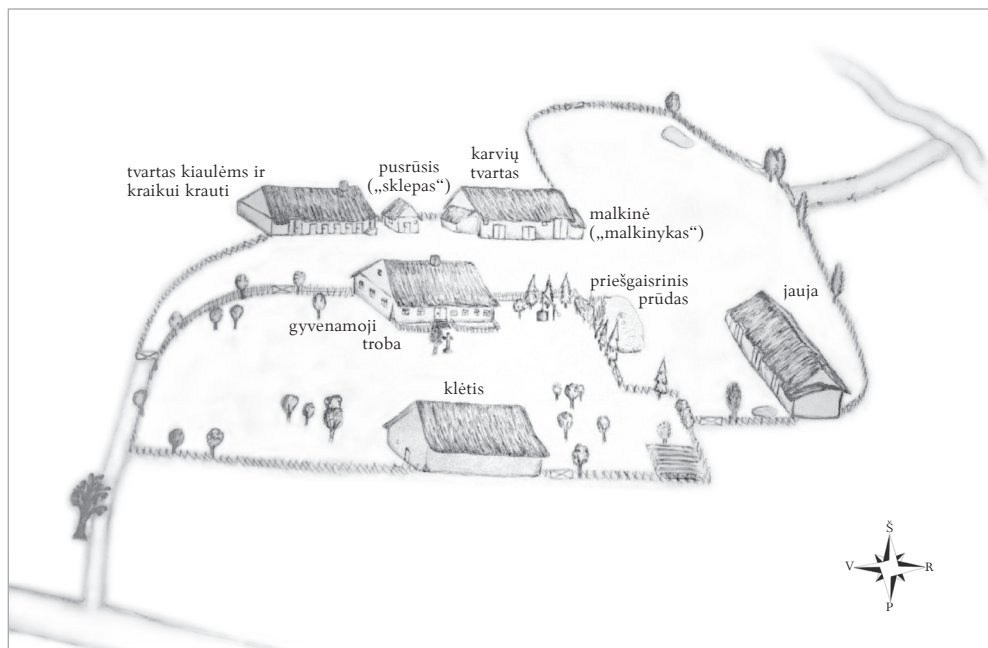 tvartas kiaulėms ir
kraikui krauti
pusrūsis
(„sklepas“)
karvių
tvartas
malkinė
(„malkinykas“)
priešgaisrinis
prūdas
jauja
gyvenamoji
troba
klėtis
Š
V
R
P